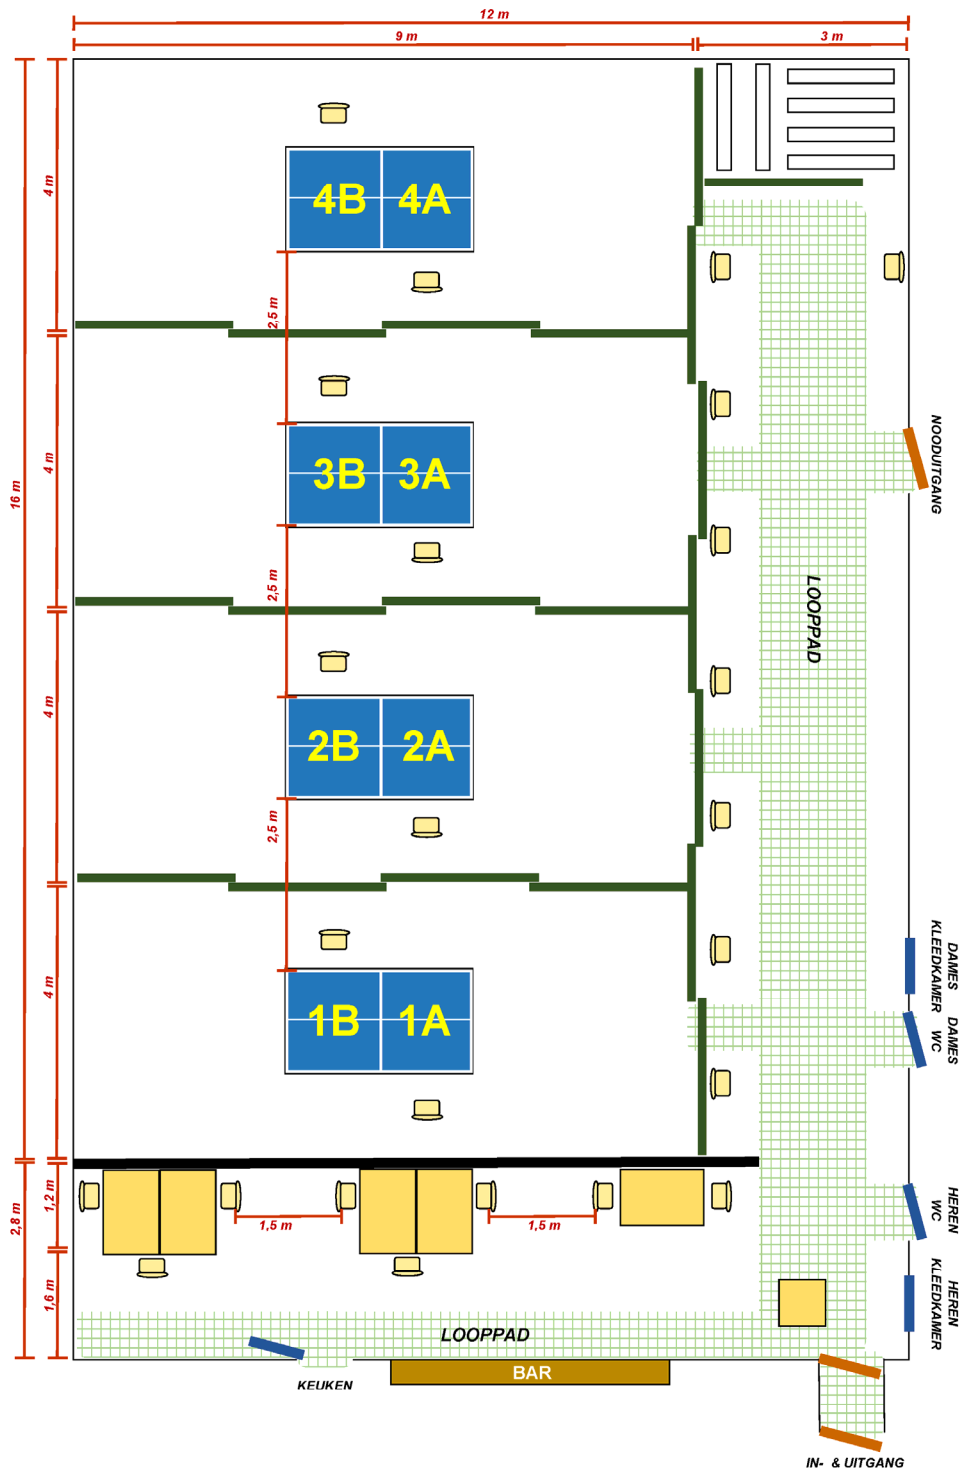 12 m
9 m
3 m
4B 4A
4 m
2,5 m
3B 3A
4 m
NOODUITGANG
16 m
2,5 m
LOOPPAD
2B 2A
4 m
2,5 m
DAMES
KLEEDKAMER
1B 1A
4 m
DAMES
WC
2,8 m
1,2 m
1,5 m
1,5 m
HEREN
WC
1,6 m
HEREN
KLEEDKAMER
LOOPPAD
BAR
KEUKEN
IN- & UITGANG